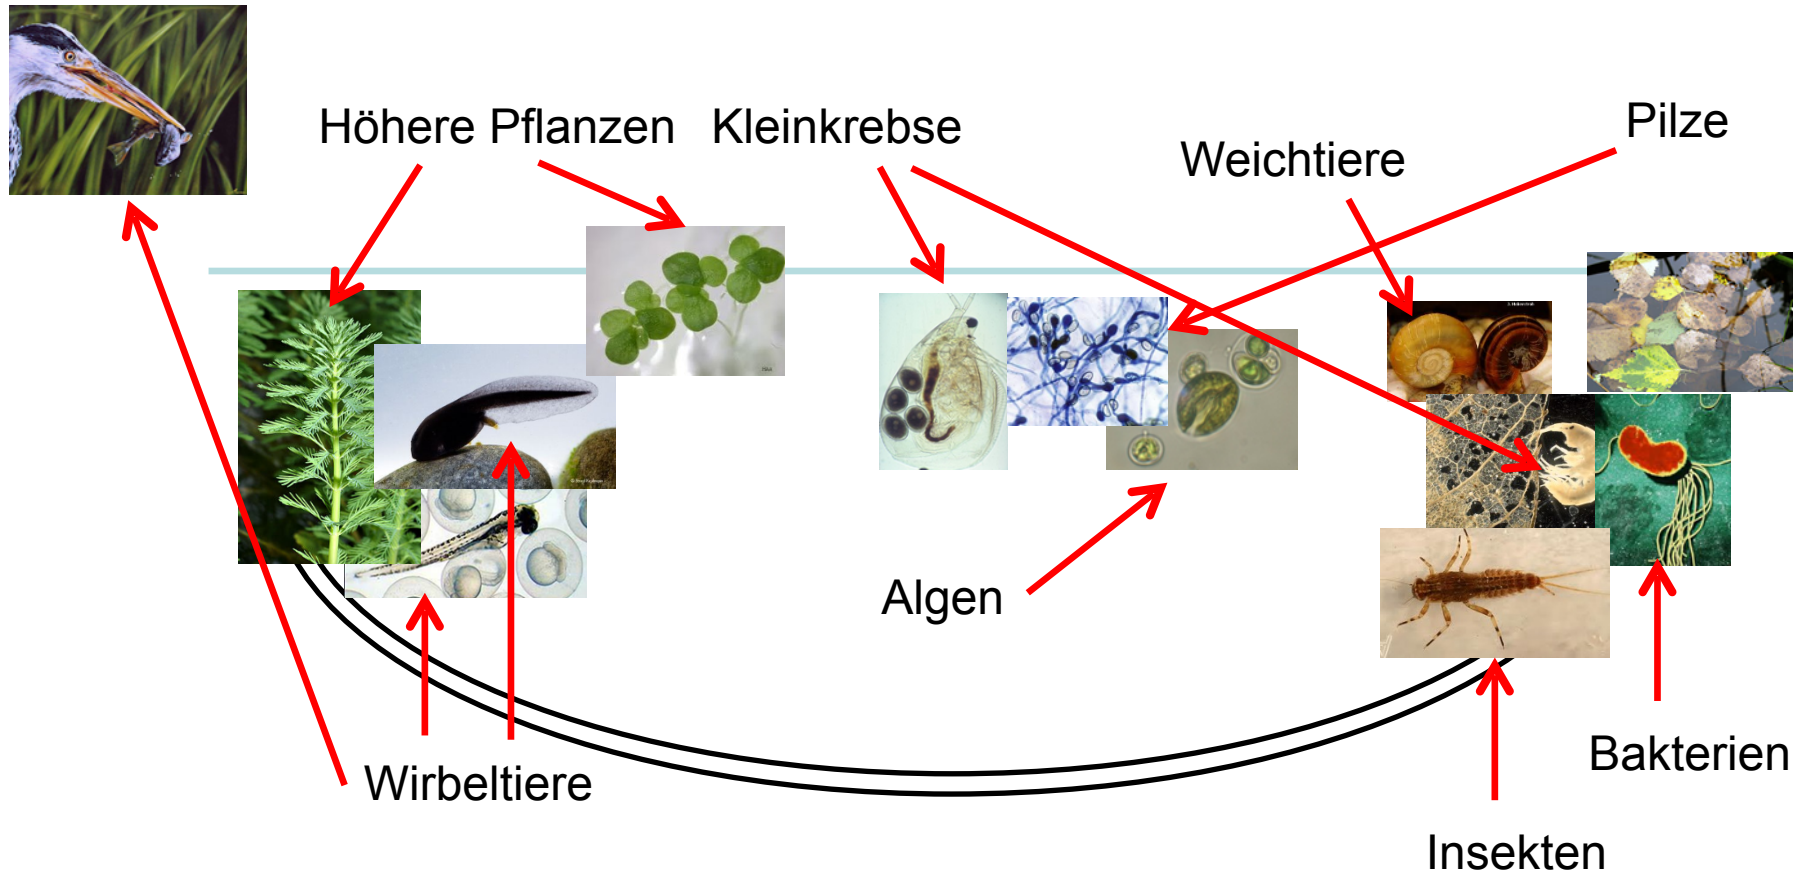 Höhere Pflanzen
Kleinkrebse
Weichtiere
Pilze
Algen
Wirbeltiere
Bakterien
Insekten